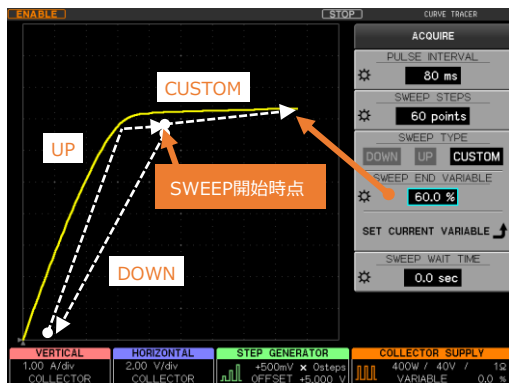 ENABLE
STOP
CURVE TRACER
ACQUIRE
PULSE INTERVAL
80 ms
SWEEP STEPS
60 points
SWEEP TYPE
DOWN UP CUSTOM
SWEEP END VARIABLE
60.0 %
SET CURRENT VARIABLE
SWEEP WAIT TIME
0.0 sec
CUSTOM
UP
SWEEP開始時点
DOWN
VERTICAL
1.00 A/div
COLLECTOR
HORIZONTAL
2.00 V/div
COLLECTOR
STEP GENERATOR
+500mV × 0steps
OFFSET +5.000 V
COLLECTOR SUPPLY
400W / 40V / 1Ω
VARIABLE 0.0 %